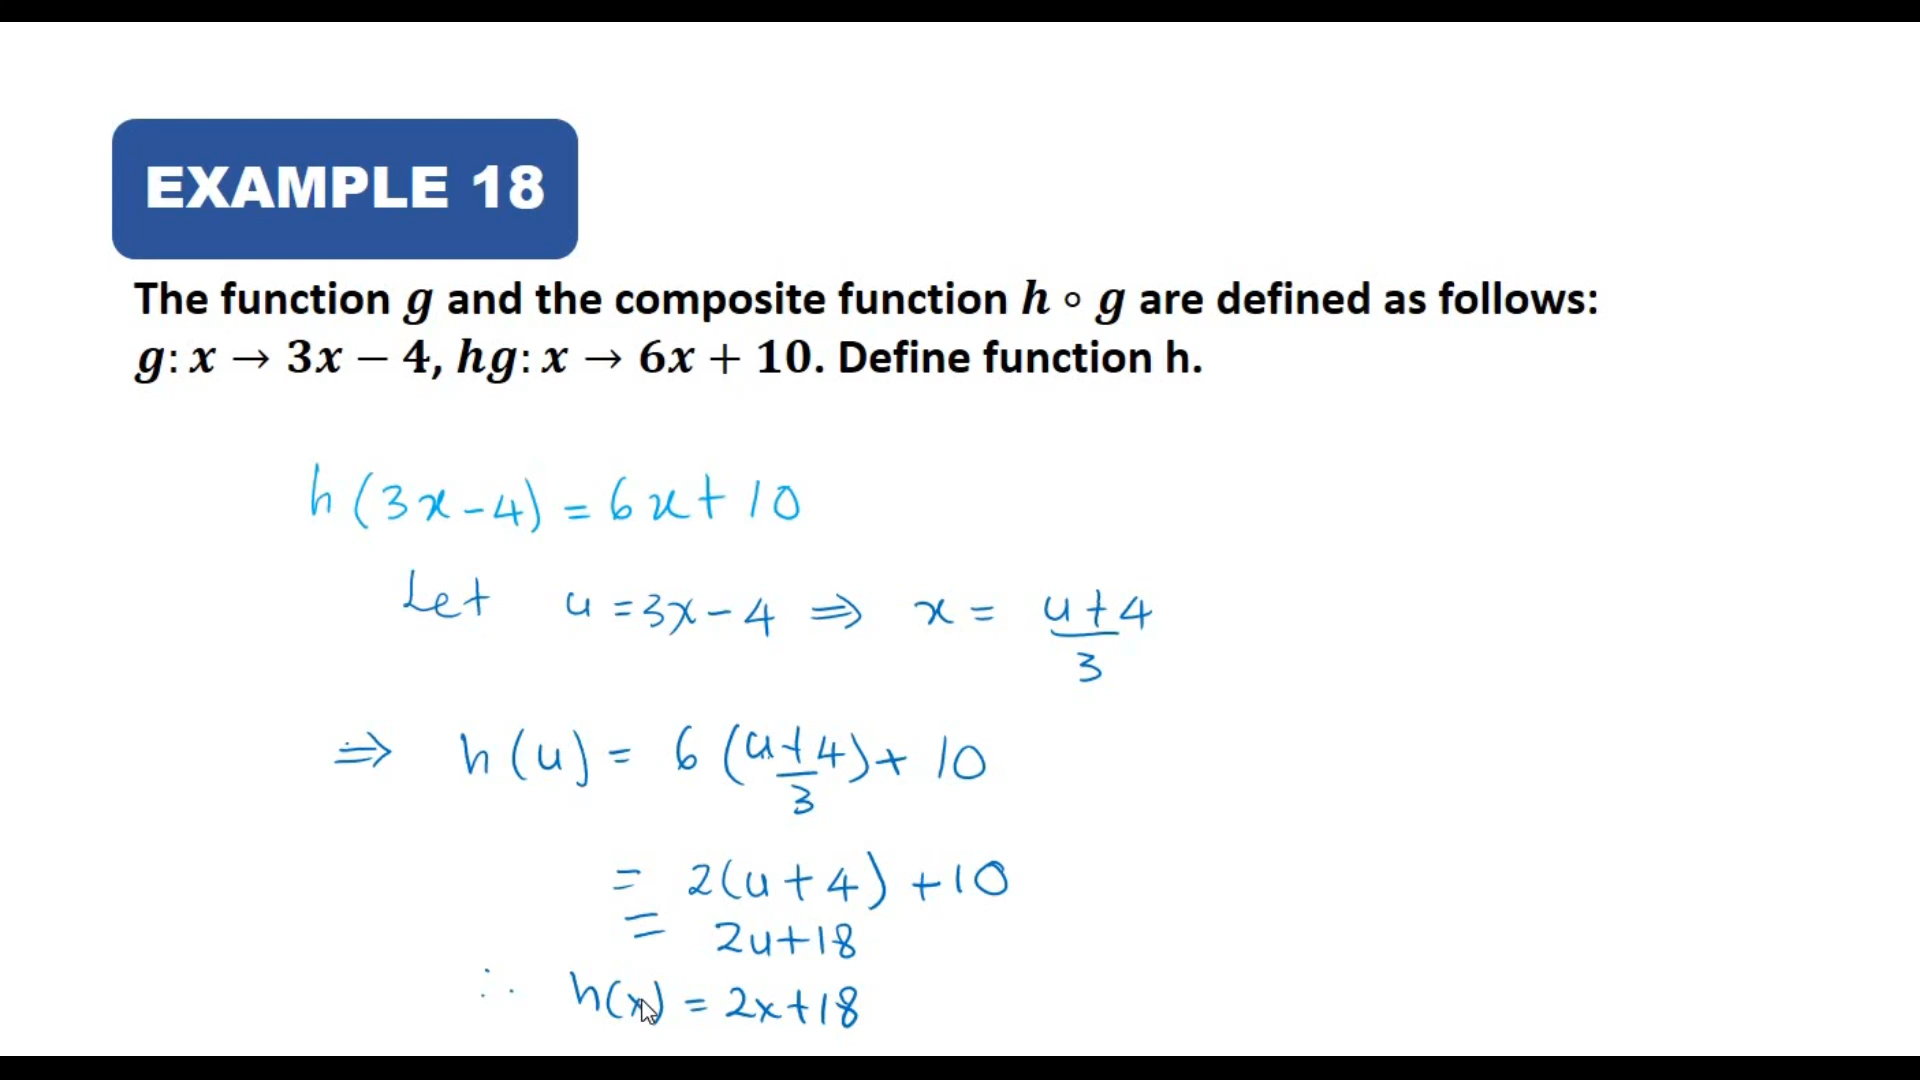 EXAMPLE 18
The function g and the composite function h ∘ g are defined as follows:
g: x → 3x − 4, hg: x → 6x + 10. Define function h.
h(3x-4) = 6x+10
Let u = 3x-4 ⇒ x = (u+4)/3
⇒ h(u) = 6((u+4)/3) + 10
= 2(u+4) +10
= 2u+18
∴ h(x) = 2x+18